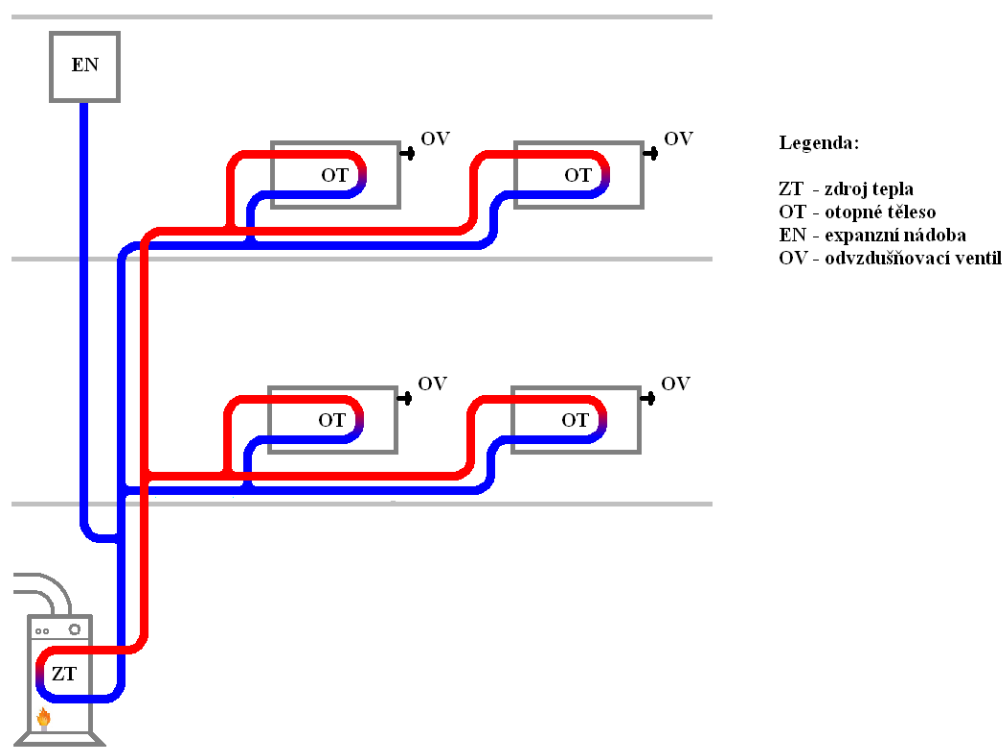 EN
OV
OV
OT
OT
Legenda:
ZT - zdroj tepla
OT - otopné těleso
EN - expanzní nádoba
OV - odvzdušňovací ventil
OV
OV
OT
OT
ZT